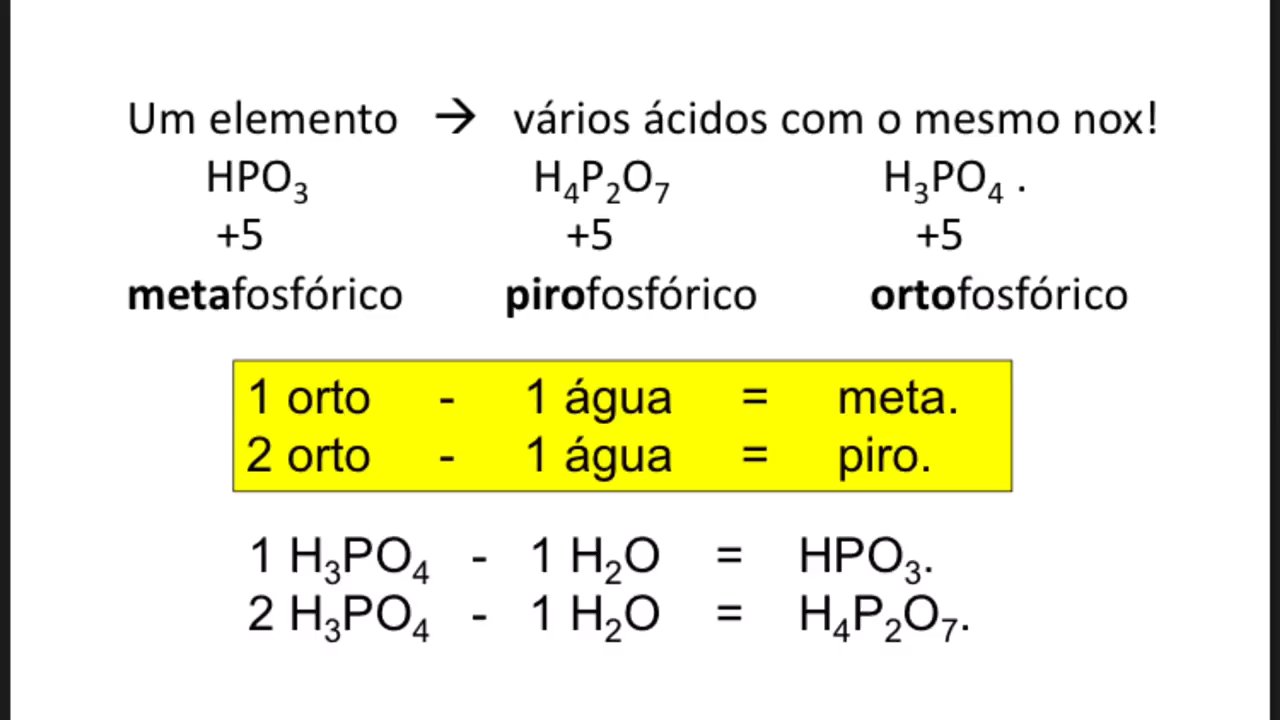 Um elemento → vários ácidos com o mesmo nox!
HPO₃ H₄P₂O₇ H₃PO₄ .
+5 +5 +5
metafosfórico pirofosfórico ortofosfórico
1 orto - 1 água = meta.
2 orto - 1 água = piro.
1 H₃PO₄ - 1 H₂O = HPO₃.
2 H₃PO₄ - 1 H₂O = H₄P₂O₇.